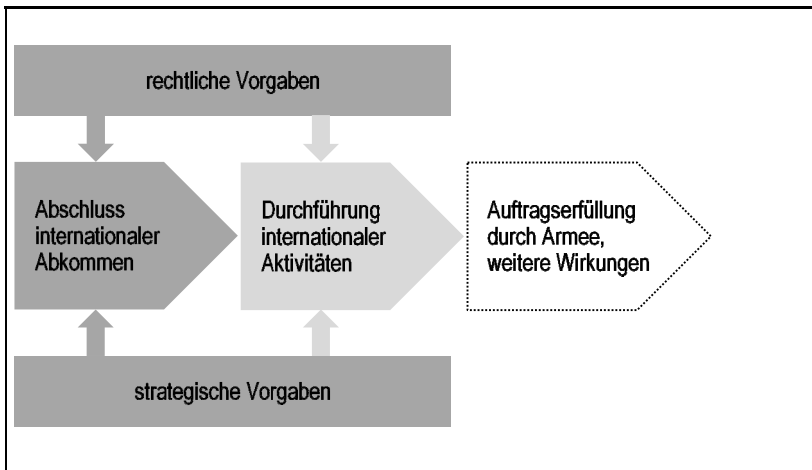 rechtliche Vorgaben
Abschluss
internationaler
Abkommen
Durchführung
internationaler
Aktivitäten
Auftragserfüllung
durch Armee,
weitere Wirkungen
strategische Vorgaben